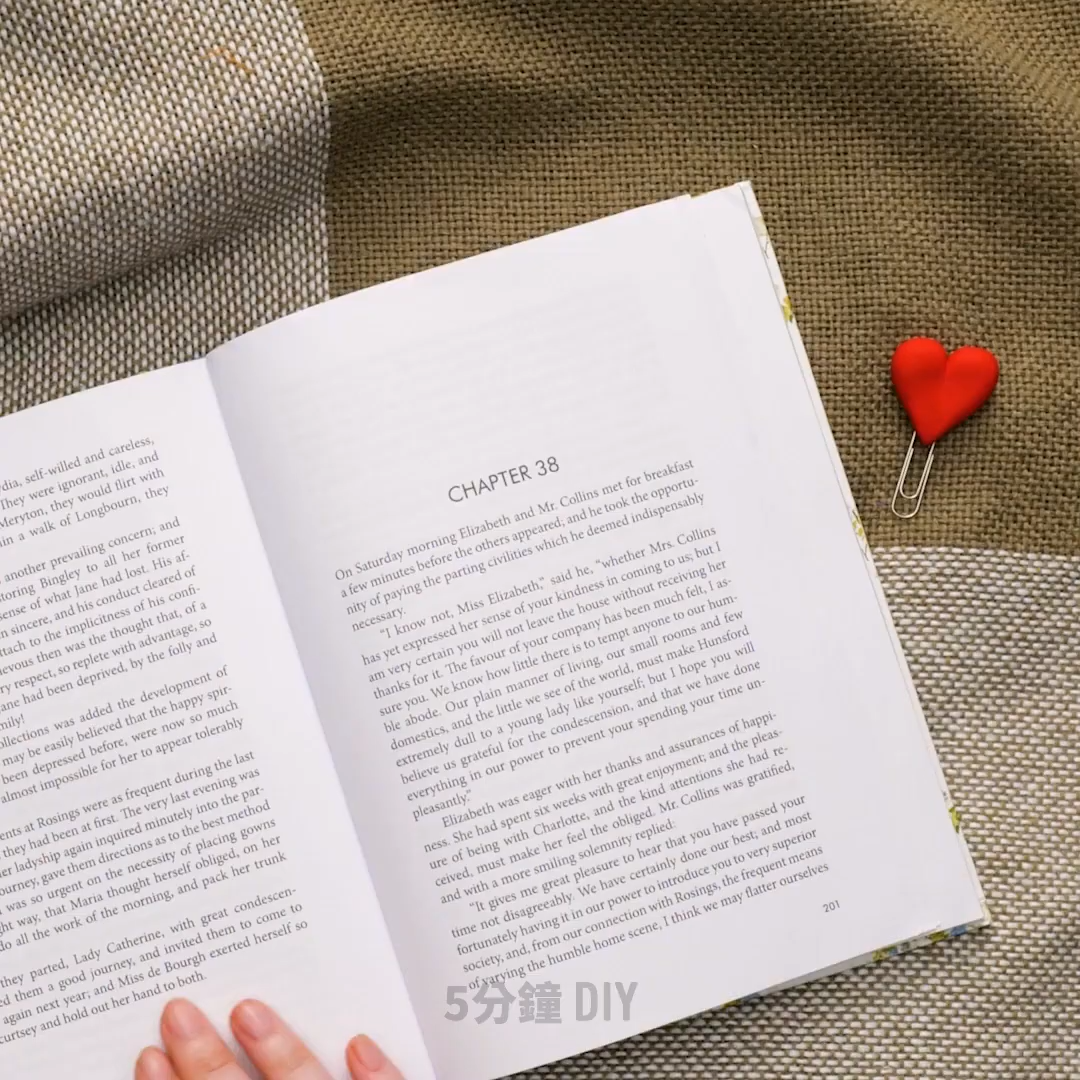 dia, self-willed and careless,
They were ignorant, idle, and
Meryton, they would flirt with
in a walk of Longbourn, they
another prevailing concern; and
storing Bingley to all her former
ense of what Jane had lost. His af-
n sincere, and his conduct cleared of
ttach to the implicitness of his confi-
ievous then was the thought that, of a
ry respect, so replete with advantage, so
ane had been deprived, by the folly and
mily!
ollections was added the development of
may be easily believed that the happy spir-
been depressed before, were now so much
almost impossible for her to appear tolerably
ents at Rosings were as frequent during the last
they had been at first. The very last evening was
her ladyship again inquired minutely into the par-
ourney, gave them directions as to the best method
was so urgent on the necessity of placing gowns
ght way, that Maria thought herself obliged, on her
do all the work of the morning, and pack her trunk
they parted, Lady Catherine, with great condescen-
ed them a good journey, and invited them to come to
again next year; and Miss de Bourgh exerted herself so
curtsey and hold out her hand to both.
CHAPTER 38
On Saturday morning Elizabeth and Mr. Collins met for breakfast
a few minutes before the others appeared; and he took the opportu-
nity of paying the parting civilities which he deemed indispensably
necessary.
"I know not, Miss Elizabeth," said he, "whether Mrs. Collins
has yet expressed her sense of your kindness in coming to us; but I
am very certain you will not leave the house without receiving her
thanks for it. The favour of your company has been much felt, I as-
sure you. We know how little there is to tempt anyone to our hum-
ble abode. Our plain manner of living, our small rooms and few
domestics, and the little we see of the world, must make Hunsford
extremely dull to a young lady like yourself; but I hope you will
believe us grateful for the condescension, and that we have done
everything in our power to prevent your spending your time un-
pleasantly."
Elizabeth was eager with her thanks and assurances of happi-
ness. She had spent six weeks with great enjoyment; and the pleas-
ure of being with Charlotte, and the kind attentions she had re-
ceived, must make her feel the obliged. Mr. Collins was gratified,
and with a more smiling solemnity replied:
"It gives me great pleasure to hear that you have passed your
time not disagreeably. We have certainly done our best; and most
fortunately having it in our power to introduce you to very superior
society, and, from our connection with Rosings, the frequent means
of varying the humble home scene, I think we may flatter ourselves
201
5分鐘 DIY